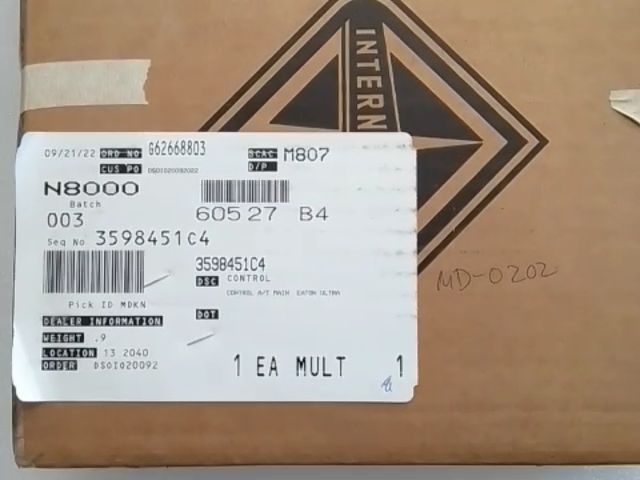 INTERN
09/21/22 ORD NO G62668803 SCAC M807
CUS PO DSOI020092022 D/P
N8000
Batch
003 60527 B4
Seq No 3598451C4
3598451C4
DSC CONTROL
CONTROL A/T MAIN EATON ULTRA
Pick ID MDKN
DOT
DEALER INFORMATION
WEIGHT .9
LOCATION 13 2040
ORDER DSOI020092
1 EA MULT 1
MD-0202